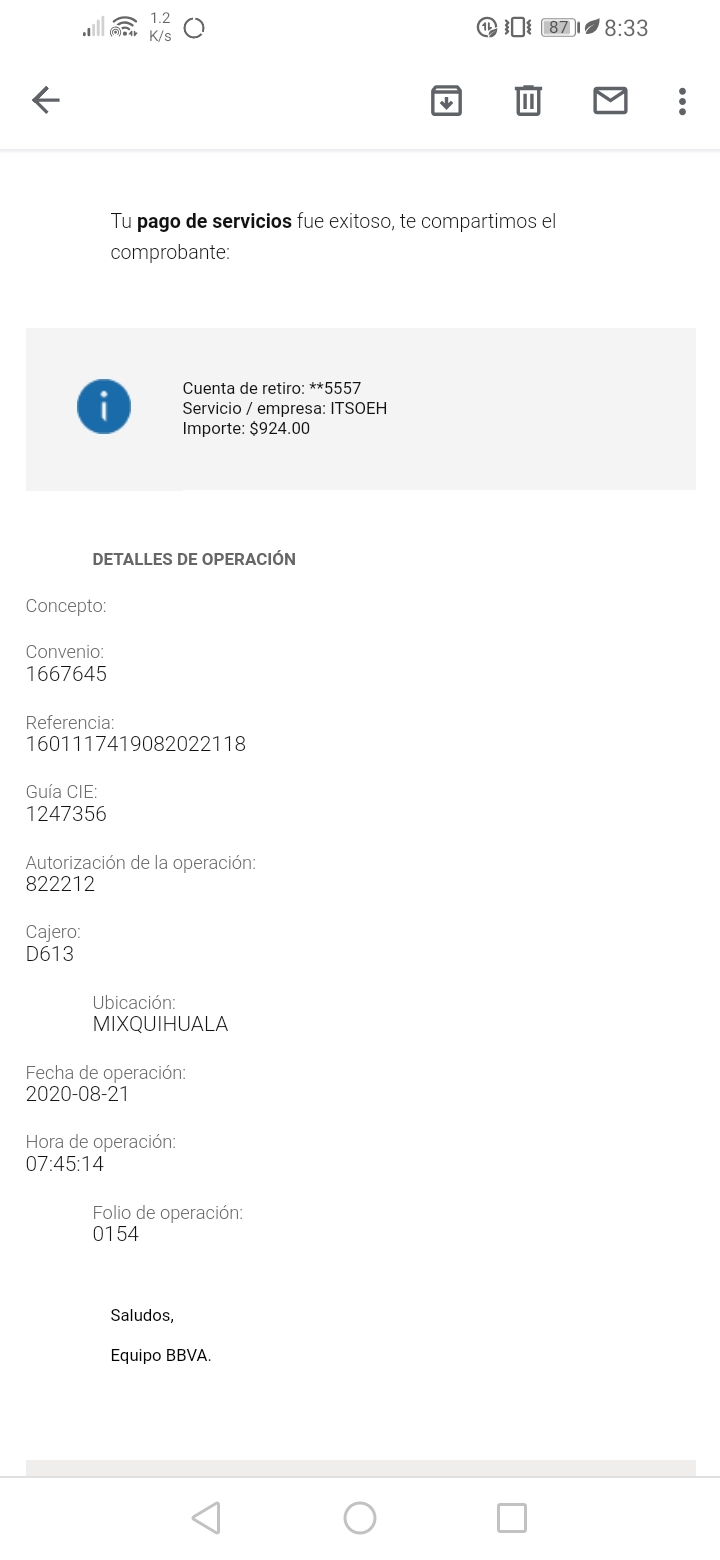 1.2
K/s
87
8:33
Tu pago de servicios fue exitoso, te compartimos el
comprobante:
Cuenta de retiro: **5557
Servicio / empresa: ITSOEH
Importe: $924.00
DETALLES DE OPERACIÓN
Concepto:
Convenio:
1667645
Referencia:
1601117419082022118
Guía CIE:
1247356
Autorización de la operación:
822212
Cajero:
D613
Ubicación:
MIXQUIHUALA
Fecha de operación:
2020-08-21
Hora de operación:
07:45:14
Folio de operación:
0154
Saludos,
Equipo BBVA.